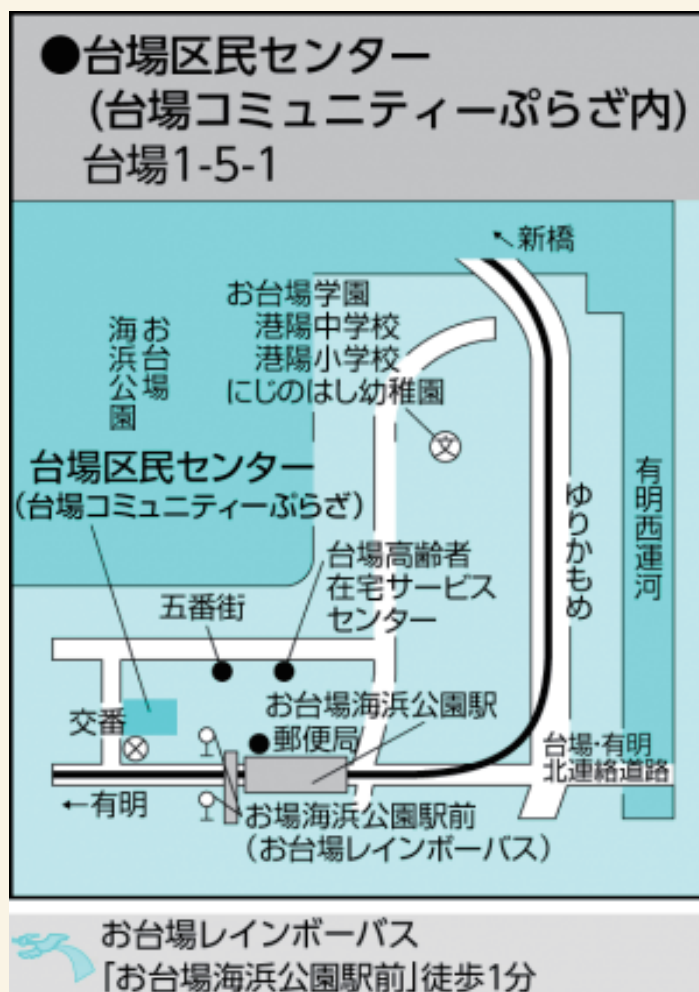 ●台場区民センター
(台場コミュニティーぷらざ内)
台場1-5-1
新橋
お台場学園
港陽中学校
港陽小学校
にじのはし幼稚園
文
お台場
海浜公園
台場区民センター
(台場コミュニティーぷらざ)
有明西運河
ゆりかもめ
台場高齢者
在宅サービス
センター
五番街
お台場海浜公園駅
交番
郵便局
台場・有明
北連絡道路
←有明
お場海浜公園駅前
(お台場レインボーバス)
お台場レインボーバス
「お台場海浜公園駅前」徒歩1分